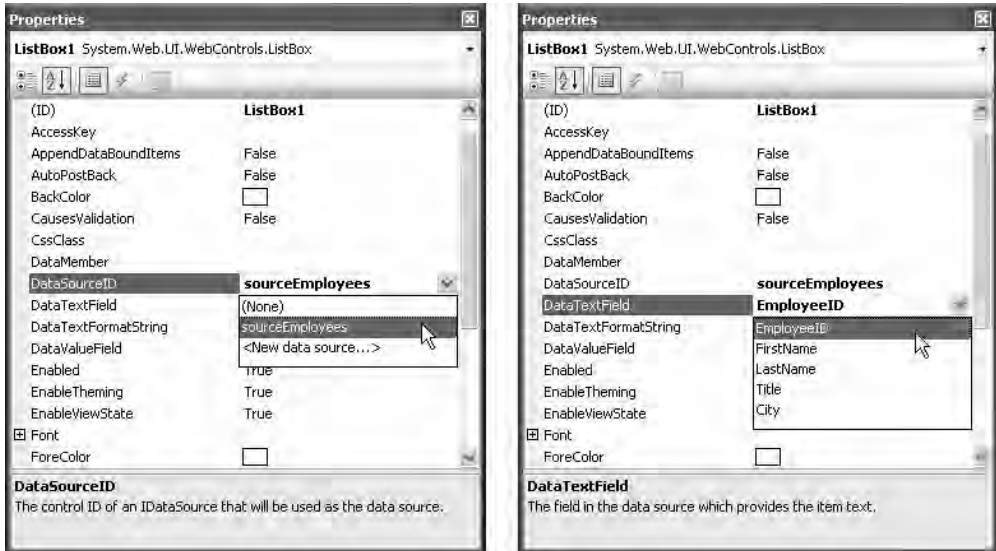 Properties
ListBox1 System.Web.UI.WebControls.ListBox
(ID) ListBox1
AccessKey
AppendDataBoundItems False
AutoPostBack False
BackColor
CausesValidation False
CssClass
DataMember
DataSourceID sourceEmployees
DataTextField (None)
DataTextFormatString sourceEmployees
DataValueField <New data source...>
Enabled True
EnableTheming True
EnableViewState True
Font
ForeColor
DataSourceID
The control ID of an IDataSource that will be used as the data source.
Properties
ListBox1 System.Web.UI.WebControls.ListBox
(ID) ListBox1
AccessKey
AppendDataBoundItems False
AutoPostBack False
BackColor
CausesValidation False
CssClass
DataMember
DataSourceID sourceEmployees
DataTextField EmployeeID
DataTextFormatString EmployeeID
DataValueField FirstName
Enabled LastName
EnableTheming Title
EnableViewState City
Font
ForeColor
DataTextField
The field in the data source which provides the item text.